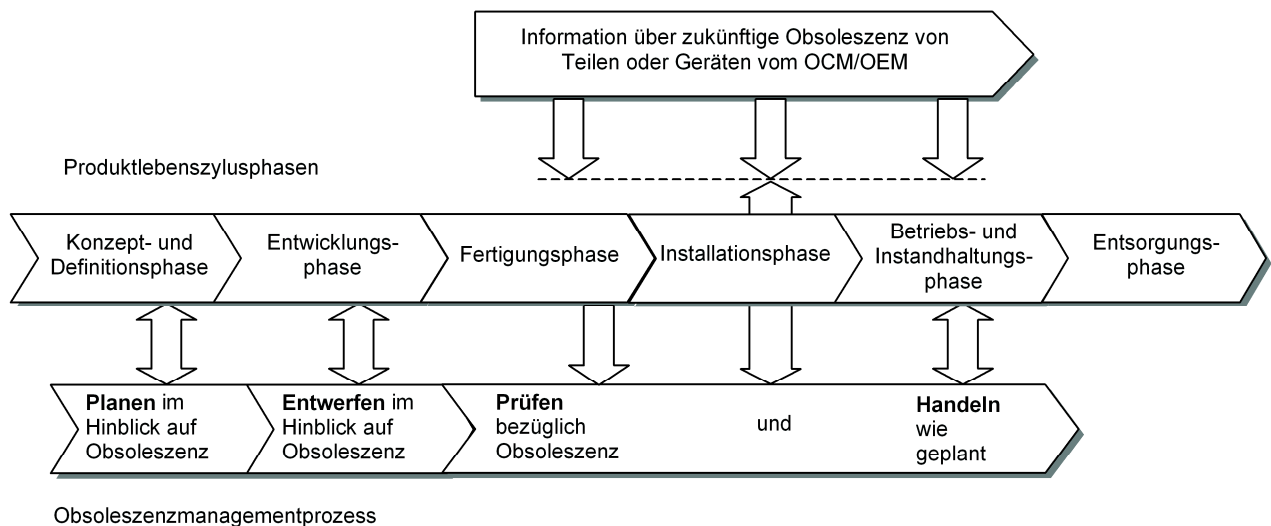 Information über zukünftige Obsoleszenz von
Teilen oder Geräten vom OCM/OEM
Produktlebenszylusphasen
Konzept- und
Definitionsphase
Entwicklungs-
phase
Fertigungsphase
Installationsphase
Betriebs- und
Instandhaltungs-
phase
Entsorgungs-
phase
Planen im
Hinblick auf
Obsoleszenz
Entwerfen im
Hinblick auf
Obsoleszenz
Prüfen
bezüglich
Obsoleszenz
und
Handeln
wie
geplant
Obsoleszenzmanagementprozess